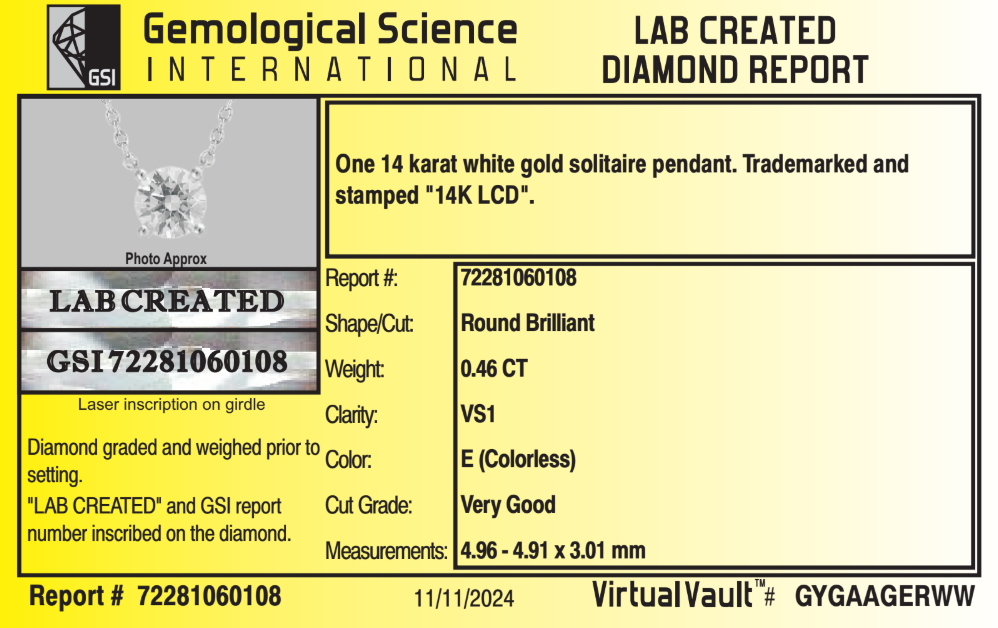 GSI
Gemological Science
INTERNATIONAL
LAB CREATED
DIAMOND REPORT
Photo Approx
LAB CREATED
GSI 72281060108
Laser inscription on girdle
Diamond graded and weighed prior to
setting.
"LAB CREATED" and GSI report
number inscribed on the diamond.
One 14 karat white gold solitaire pendant. Trademarked and
stamped "14K LCD".
Report #: 72281060108
Shape/Cut: Round Brilliant
Weight: 0.46 CT
Clarity: VS1
Color: E (Colorless)
Cut Grade: Very Good
Measurements: 4.96 - 4.91 x 3.01 mm
Report # 72281060108 11/11/2024 VirtualVault™# GYGAAGERWW